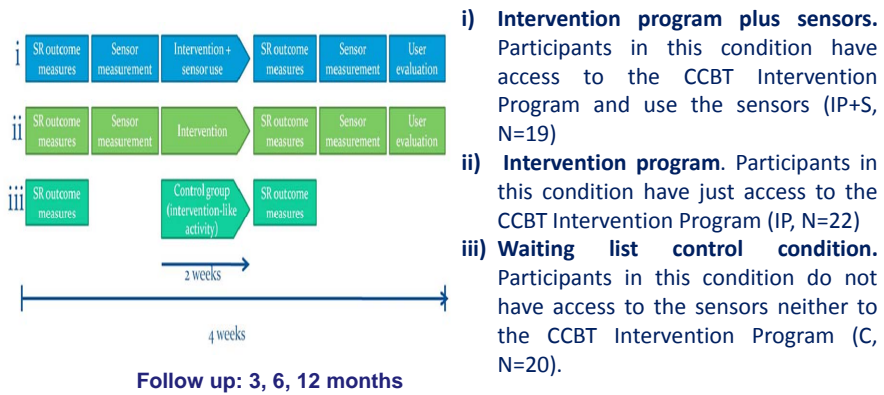 i
SR outcome
measures
Sensor
measurement
Intervention +
sensor use
SR outcome
measures
Sensor
measurement
User
evaluation
ii
SR outcome
measures
Sensor
measurement
Intervention
SR outcome
measures
Sensor
measurement
User
evaluation
iii
SR outcome
measures
Control group
(intervention-like
activity)
SR outcome
measures
2 weeks
4 weeks
Follow up: 3, 6, 12 months
i) Intervention program plus sensors.
Participants in this condition have
access to the CCBT Intervention
Program and use the sensors (IP+S,
N=19)
ii) Intervention program. Participants in
this condition have just access to the
CCBT Intervention Program (IP, N=22)
iii) Waiting list control condition.
Participants in this condition do not
have access to the sensors neither to
the CCBT Intervention Program (C,
N=20).